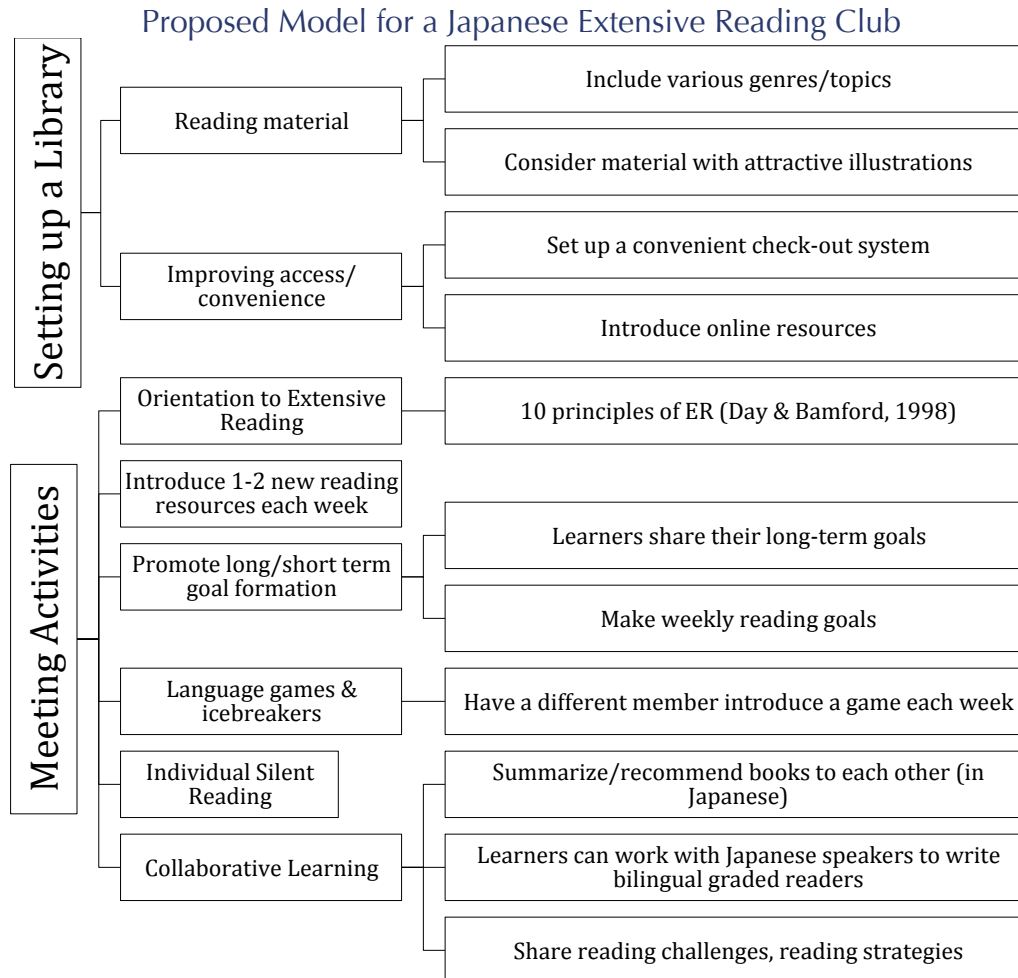 Proposed Model for a Japanese Extensive Reading Club
Setting up a Library
Reading material
Include various genres/topics
Consider material with attractive illustrations
Improving access/
convenience
Set up a convenient check-out system
Introduce online resources
Meeting Activities
Orientation to Extensive
Reading
10 principles of ER (Day & Bamford, 1998)
Introduce 1-2 new reading
resources each week
Promote long/short term
goal formation
Learners share their long-term goals
Make weekly reading goals
Language games &
icebreakers
Have a different member introduce a game each week
Individual Silent
Reading
Collaborative Learning
Summarize/recommend books to each other (in
Japanese)
Learners can work with Japanese speakers to write
bilingual graded readers
Share reading challenges, reading strategies